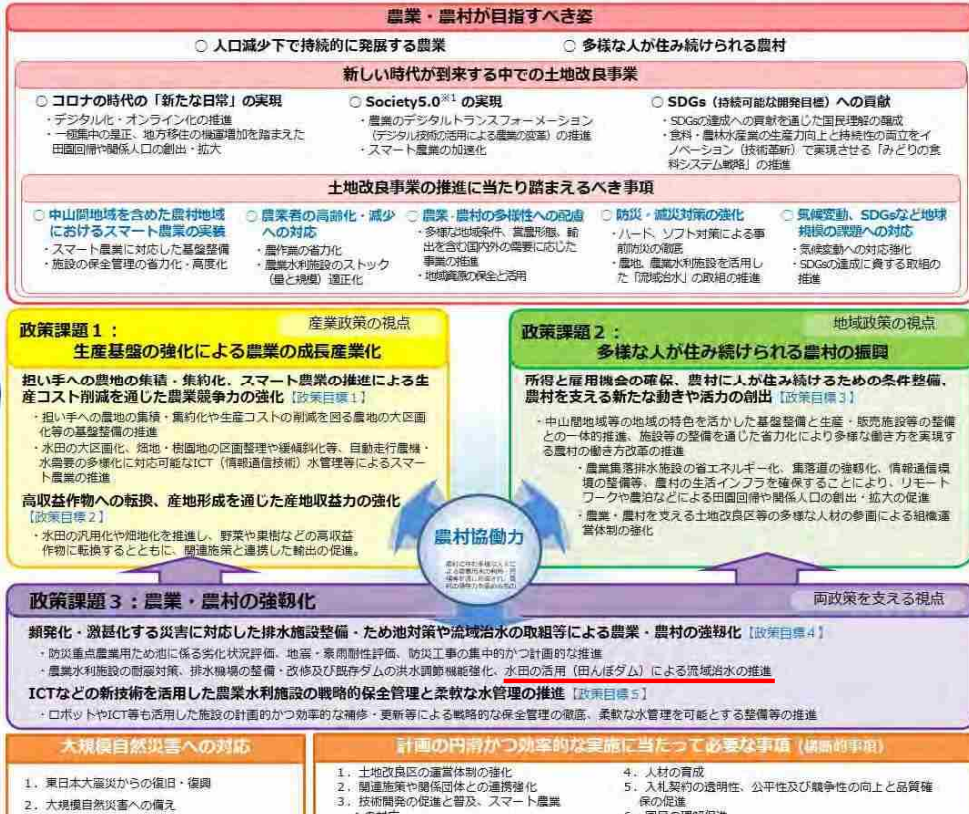 農業・農村が目指すべき姿
○ 人口減少下で持続的に発展する農業
○ 多様な人が住み続けられる農村
新しい時代が到来する中での土地改良事業
○ コロナの時代の「新たな日常」の実現
・デジタル化・オンライン化の推進
・一極集中の是正、地方移住の機運増加を踏まえた
田園回帰や関係人口の創出・拡大
○ Society5.0※1 の実現
・農業のデジタルトランスフォーメーション
（デジタル技術の活用による農業の変革）の推進
・スマート農業の加速化
○ SDGs（持続可能な開発目標）への貢献
・SDGsの達成への貢献を通じた国民理解の醸成
・食料・農林水産業の生産力向上と持続性の両立をイ
ノベーション（技術革新）で実現させる「みどりの食
料システム戦略」の推進
土地改良事業の推進に当たり踏まえるべき事項
○ 中山間地域を含めた農村地域
におけるスマート農業の実装
・スマート農業に対応した基盤整備
・施設の保全管理の省力化・高度化
○ 農業者の高齢化・減少
への対応
・農作業の省力化
・農業水利施設のストック
（量と規模）適正化
○ 農業・農村の多様性への配慮
・多様な地域条件、営農形態、輸
出を含む国内外の需要に応じた
事業の推進
・地域資源の保全と活用
○ 防災・減災対策の強化
・ハード、ソフト対策による事
前防災の徹底
・農地、農業水利施設を活用し
た「流域治水」の取組の推進
○ 気候変動、SDGsなど地球
規模の課題への対応
・気候変動への対応強化
・SDGsの達成に資する取組の
推進
政策課題１：
産業政策の視点
生産基盤の強化による農業の成長産業化
担い手への農地の集積・集約化、スマート農業の推進による生
産コスト削減を通じた農業競争力の強化【政策目標１】
・担い手への農地の集積・集約化や生産コストの削減を図る農地の大区画
化等の基盤整備の推進
・水田の大区画化、畑地・樹園地の区画整理や緩傾斜化等、自動走行農機・
水需要の多様化に対応可能なICT（情報通信技術）水管理等によるスマー
ト農業の推進
高収益作物への転換、産地形成を通じた産地収益力の強化
【政策目標２】
・水田の汎用化や畑地化を推進し、野菜や果樹などの高収益
作物に転換するとともに、関連施策と連携した輸出の促進。
政策課題２：
地域政策の視点
多様な人が住み続けられる農村の振興
所得と雇用機会の確保、農村に人が住み続けるための条件整備、
農村を支える新たな動きや活力の創出【政策目標３】
・中山間地域等の地域の特色を活かした基盤整備と生産・販売施設等の整備
との一体的推進、施設等の整備を通じた省力化により多様な働き方を実現す
る農村の働き方改革の推進
・農業集落排水施設の省エネルギー化、集落道の強靱化、情報通信環
境の整備等、農村の生活インフラを確保することにより、リモート
ワークや農泊などによる田園回帰や関係人口の創出・拡大の促進
・農業・農村を支える土地改良区等の多様な人材の参画による組織運
営体制の強化
農村協働力
政策課題３：農業・農村の強靱化
両政策を支える視点
頻発化・激甚化する災害に対応した排水施設整備・ため池対策や流域治水の取組等による農業・農村の強靱化【政策目標４】
・防災重点農業用ため池に係る劣化状況評価、地震・豪雨耐性評価、防災工事の集中的かつ計画的な推進
・農業水利施設の耐震対策、排水機場の整備・改修及び既存ダムの洪水調節機能強化、水田の活用（田んぼダム）による流域治水の推進
ICTなどの新技術を活用した農業水利施設の戦略的保全管理と柔軟な水管理の推進【政策目標５】
・ロボットやICT等も活用した施設の計画的かつ効率的な補修・更新等による戦略的な保全管理の徹底、柔軟な水管理を可能とする整備等の推進
大規模自然災害への対応
１．東日本大震災からの復旧・復興
２．大規模自然災害への備え
計画の円滑かつ効率的な実施に当たって必要な事項（横断的事項）
１．土地改良区の運営体制の強化
２．関連施策や関係団体との連携強化
３．技術開発の促進と普及、スマート農業
４．人材の育成
５．入札契約の透明性、公平性及び競争性の向上と品質確
保の促進